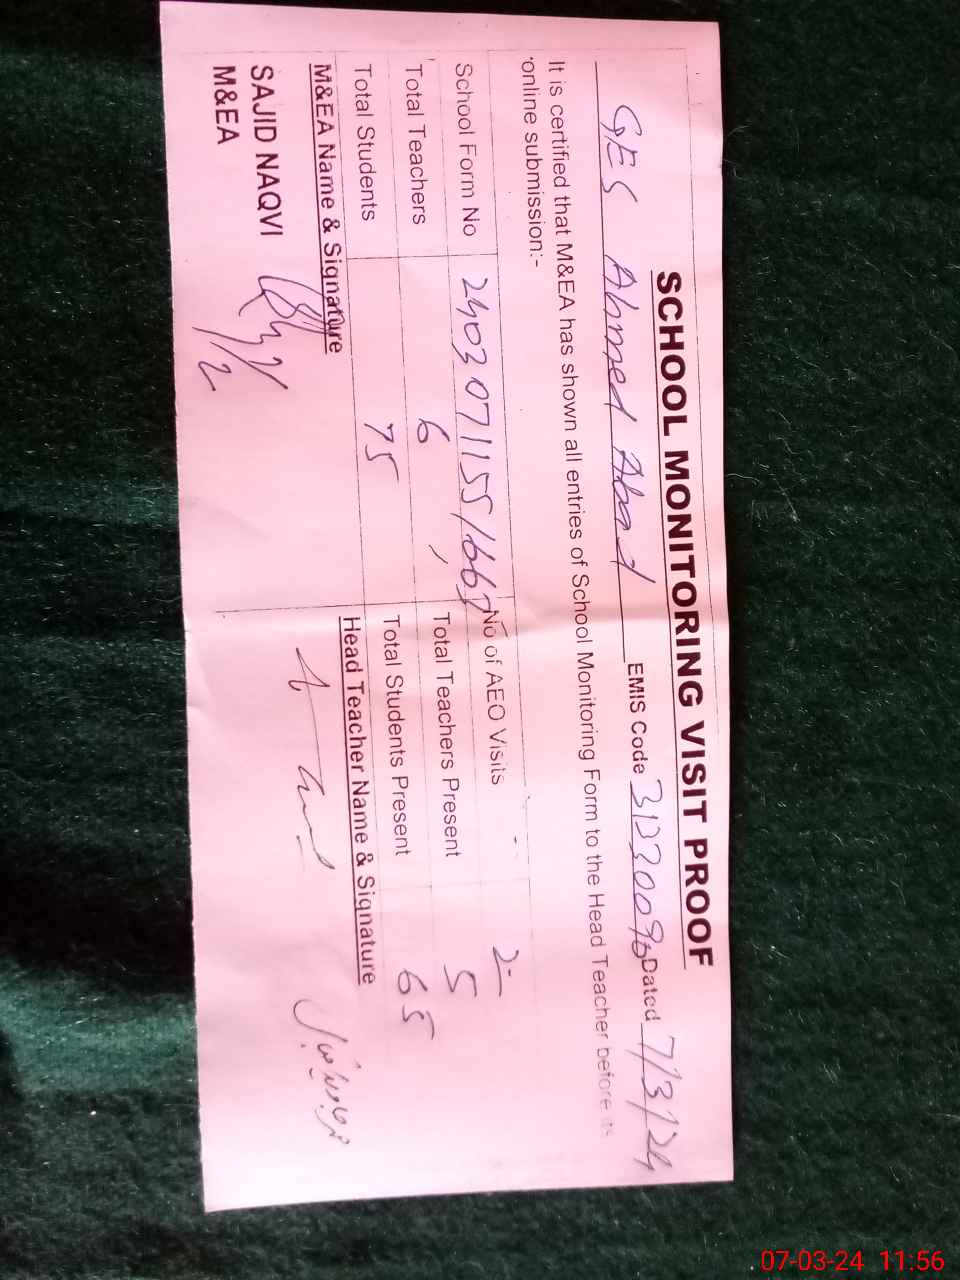 SCHOOL MONITORING VISIT PROOF
GES Ahmed Abad EMIS Code 31330096 Dated 7/3/24
It is certified that M&EA has shown all entries of School Monitoring Form to the Head Teacher before its
online submission:-
School Form No 24030711551667 No of AEO Visits 2
Total Teachers 6 Total Teachers Present 5
Total Students 75 Total Students Present 65
M&EA Name & Signature Head Teacher Name & Signature
SAJID NAQVI
M&EA
07-03-24 11:56